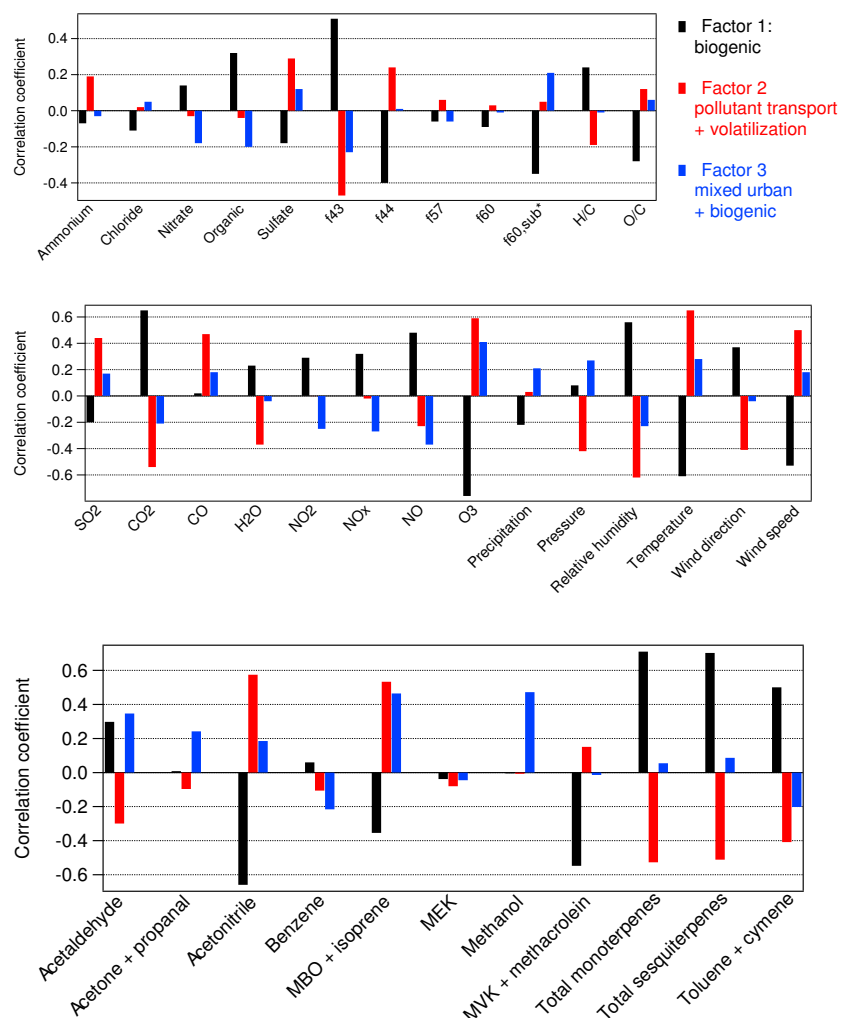 Correlation coefficient
0.4
0.2
0.0
-0.2
-0.4
Ammonium
Chloride
Nitrate
Organic
Sulfate
f43
f44
f57
f60
f60,sub*
H/C
O/C
Factor 1:
biogenic
Factor 2
pollutant transport
+ volatilization
Factor 3
mixed urban
+ biogenic
Correlation coefficient
0.6
0.4
0.2
0.0
-0.2
-0.4
-0.6
SO2
CO2
CO
H2O
NO2
NOx
NO
O3
Precipitation
Pressure
Relative humidity
Temperature
Wind direction
Wind speed
Correlation coefficient
0.6
0.4
0.2
0.0
-0.2
-0.4
-0.6
Acetaldehyde
Acetone + propanal
Acetonitrile
Benzene
MBO + isoprene
MEK
Methanol
MVK + methacrolein
Total monoterpenes
Total sesquiterpenes
Toluene + cymene